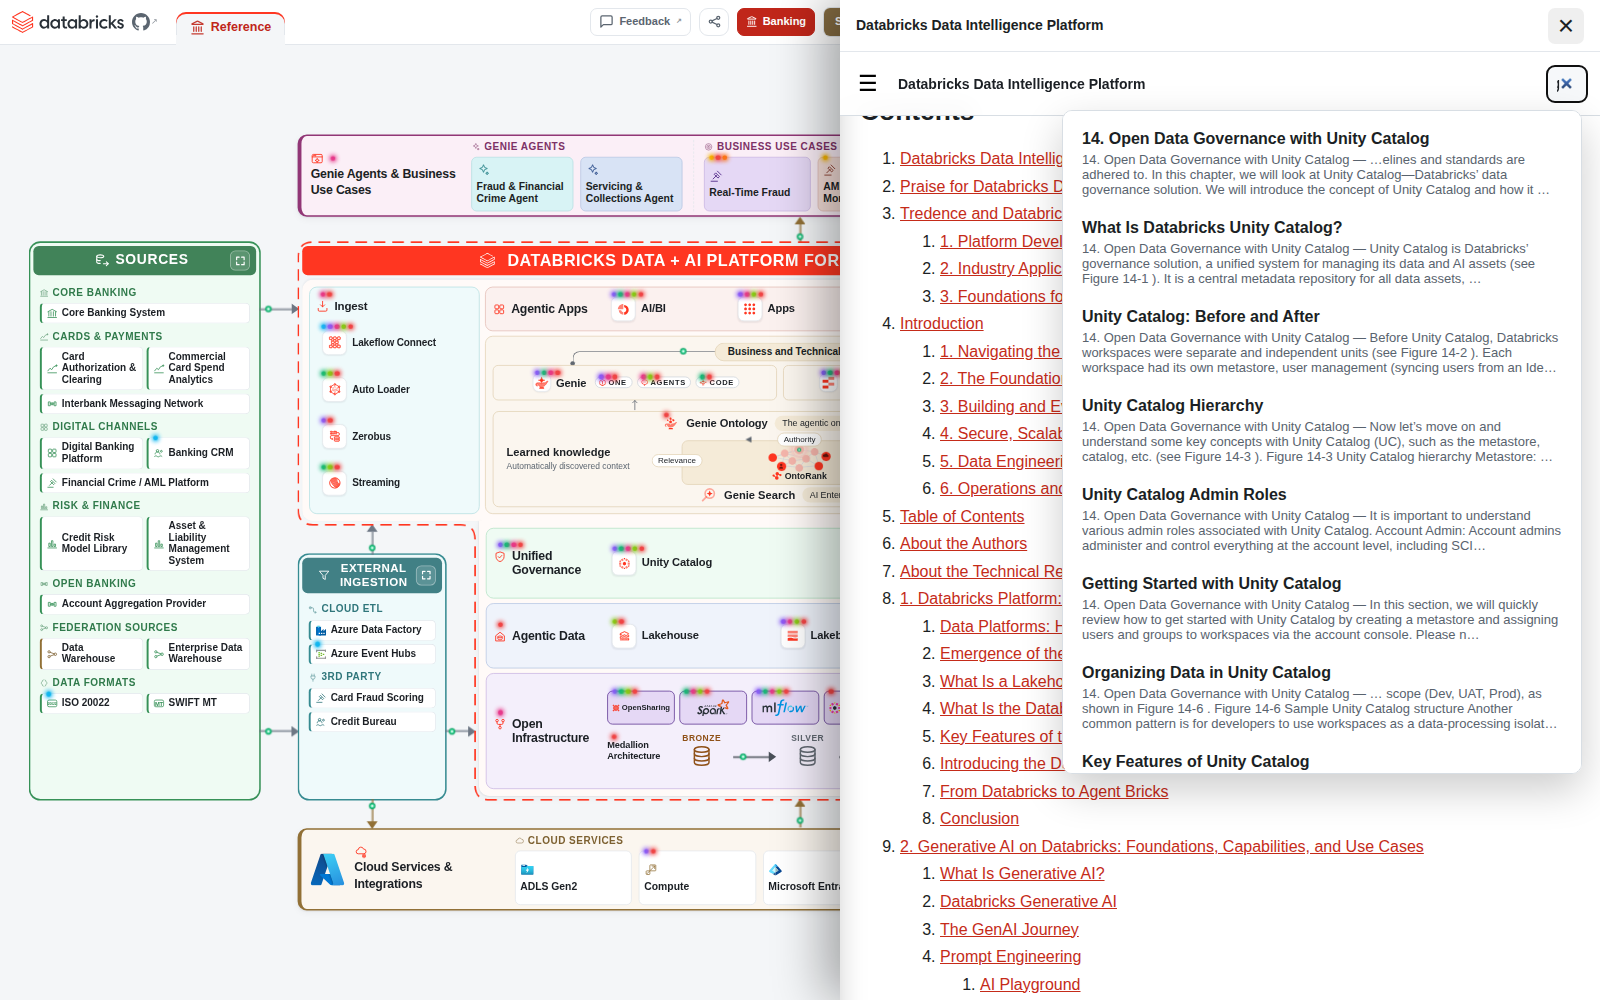 databricks
Reference
Feedback
Banking
GENIE AGENTS
BUSINESS USE CASES
Genie Agents & Business
Use Cases
Fraud & Financial
Crime Agent
Servicing &
Collections Agent
Real-Time Fraud
SOURCES
CORE BANKING
Core Banking System
CARDS & PAYMENTS
Card
Authorization &
Clearing
Commercial
Card Spend
Analytics
Interbank Messaging Network
DIGITAL CHANNELS
Digital Banking
Platform
Banking CRM
Financial Crime / AML Platform
RISK & FINANCE
Credit Risk
Model Library
Asset &
Liability
Management
System
OPEN BANKING
Account Aggregation Provider
FEDERATION SOURCES
Data
Warehouse
Enterprise Data
Warehouse
DATA FORMATS
ISO 20022
SWIFT MT
DATABRICKS DATA + AI PLATFORM FOR
Ingest
Lakeflow Connect
Auto Loader
Zerobus
Streaming
Agentic Apps
AI/BI
Apps
Business and Technical
Genie
ONE
AGENTS
CODE
Genie Ontology
The agentic on
Learned knowledge
Automatically discovered context
Authority
Relevance
OntoRank
Genie Search
AI Ente
Unified
Governance
Unity Catalog
Agentic Data
Lakehouse
Lakeb
Open
Infrastructure
OpenSharing
Spark
mlflow
Medallion
Architecture
BRONZE
SILVER
EXTERNAL
INGESTION
CLOUD ETL
Azure Data Factory
Azure Event Hubs
3RD PARTY
Card Fraud Scoring
Credit Bureau
Cloud Services &
Integrations
CLOUD SERVICES
ADLS Gen2
Compute
Microsoft Entra
Databricks Data Intelligence Platform
Databricks Data Intelligence Platform
Contents
1. Databricks Data Intellig
2. Praise for Databricks D
3. Tredence and Databric
1. 1. Platform Devel
2. 2. Industry Applic
3. 3. Foundations fo
4. Introduction
1. 1. Navigating the
2. 2. The Foundation
3. 3. Building and E
4. 4. Secure, Scalab
5. 5. Data Engineeri
6. 6. Operations and
5. Table of Contents
6. About the Authors
7. About the Technical Re
8. 1. Databricks Platform:
1. Data Platforms: H
2. Emergence of the
3. What Is a Lakeho
4. What Is the Datab
5. Key Features of t
6. Introducing the D
7. From Databricks to Agent Bricks
8. Conclusion
9. 2. Generative AI on Databricks: Foundations, Capabilities, and Use Cases
1. What Is Generative AI?
2. Databricks Generative AI
3. The GenAI Journey
4. Prompt Engineering
1. AI Playground
14. Open Data Governance with Unity Catalog
14. Open Data Governance with Unity Catalog — …elines and standards are
adhered to. In this chapter, we will look at Unity Catalog—Databricks’ data
governance solution. We will introduce the concept of Unity Catalog and how it …
What Is Databricks Unity Catalog?
14. Open Data Governance with Unity Catalog — Unity Catalog is Databricks’
governance solution, a unified system for managing its data and AI assets (see
Figure 14-1 ). It is a central metadata repository for all data assets, …
Unity Catalog: Before and After
14. Open Data Governance with Unity Catalog — Before Unity Catalog, Databricks
workspaces were separate and independent units (see Figure 14-2 ). Each
workspace had its own metastore, user management (syncing users from an Ide…
Unity Catalog Hierarchy
14. Open Data Governance with Unity Catalog — Now let’s move on and
understand some key concepts with Unity Catalog (UC), such as the metastore,
catalog, etc. (see Figure 14-3 ). Figure 14-3 Unity Catalog hierarchy Metastore: …
Unity Catalog Admin Roles
14. Open Data Governance with Unity Catalog — It is important to understand
various admin roles associated with Unity Catalog. Account Admin: Account admins
administer and control everything at the account level, including SCI…
Getting Started with Unity Catalog
14. Open Data Governance with Unity Catalog — In this section, we will quickly
review how to get started with Unity Catalog by creating a metastore and assigning
users and groups to workspaces via the account console. Please n…
Organizing Data in Unity Catalog
14. Open Data Governance with Unity Catalog — … scope (Dev, UAT, Prod), as
shown in Figure 14-6 . Figure 14-6 Sample Unity Catalog structure Another
common pattern is for developers to use workspaces as a data-processing isolat…
Key Features of Unity Catalog